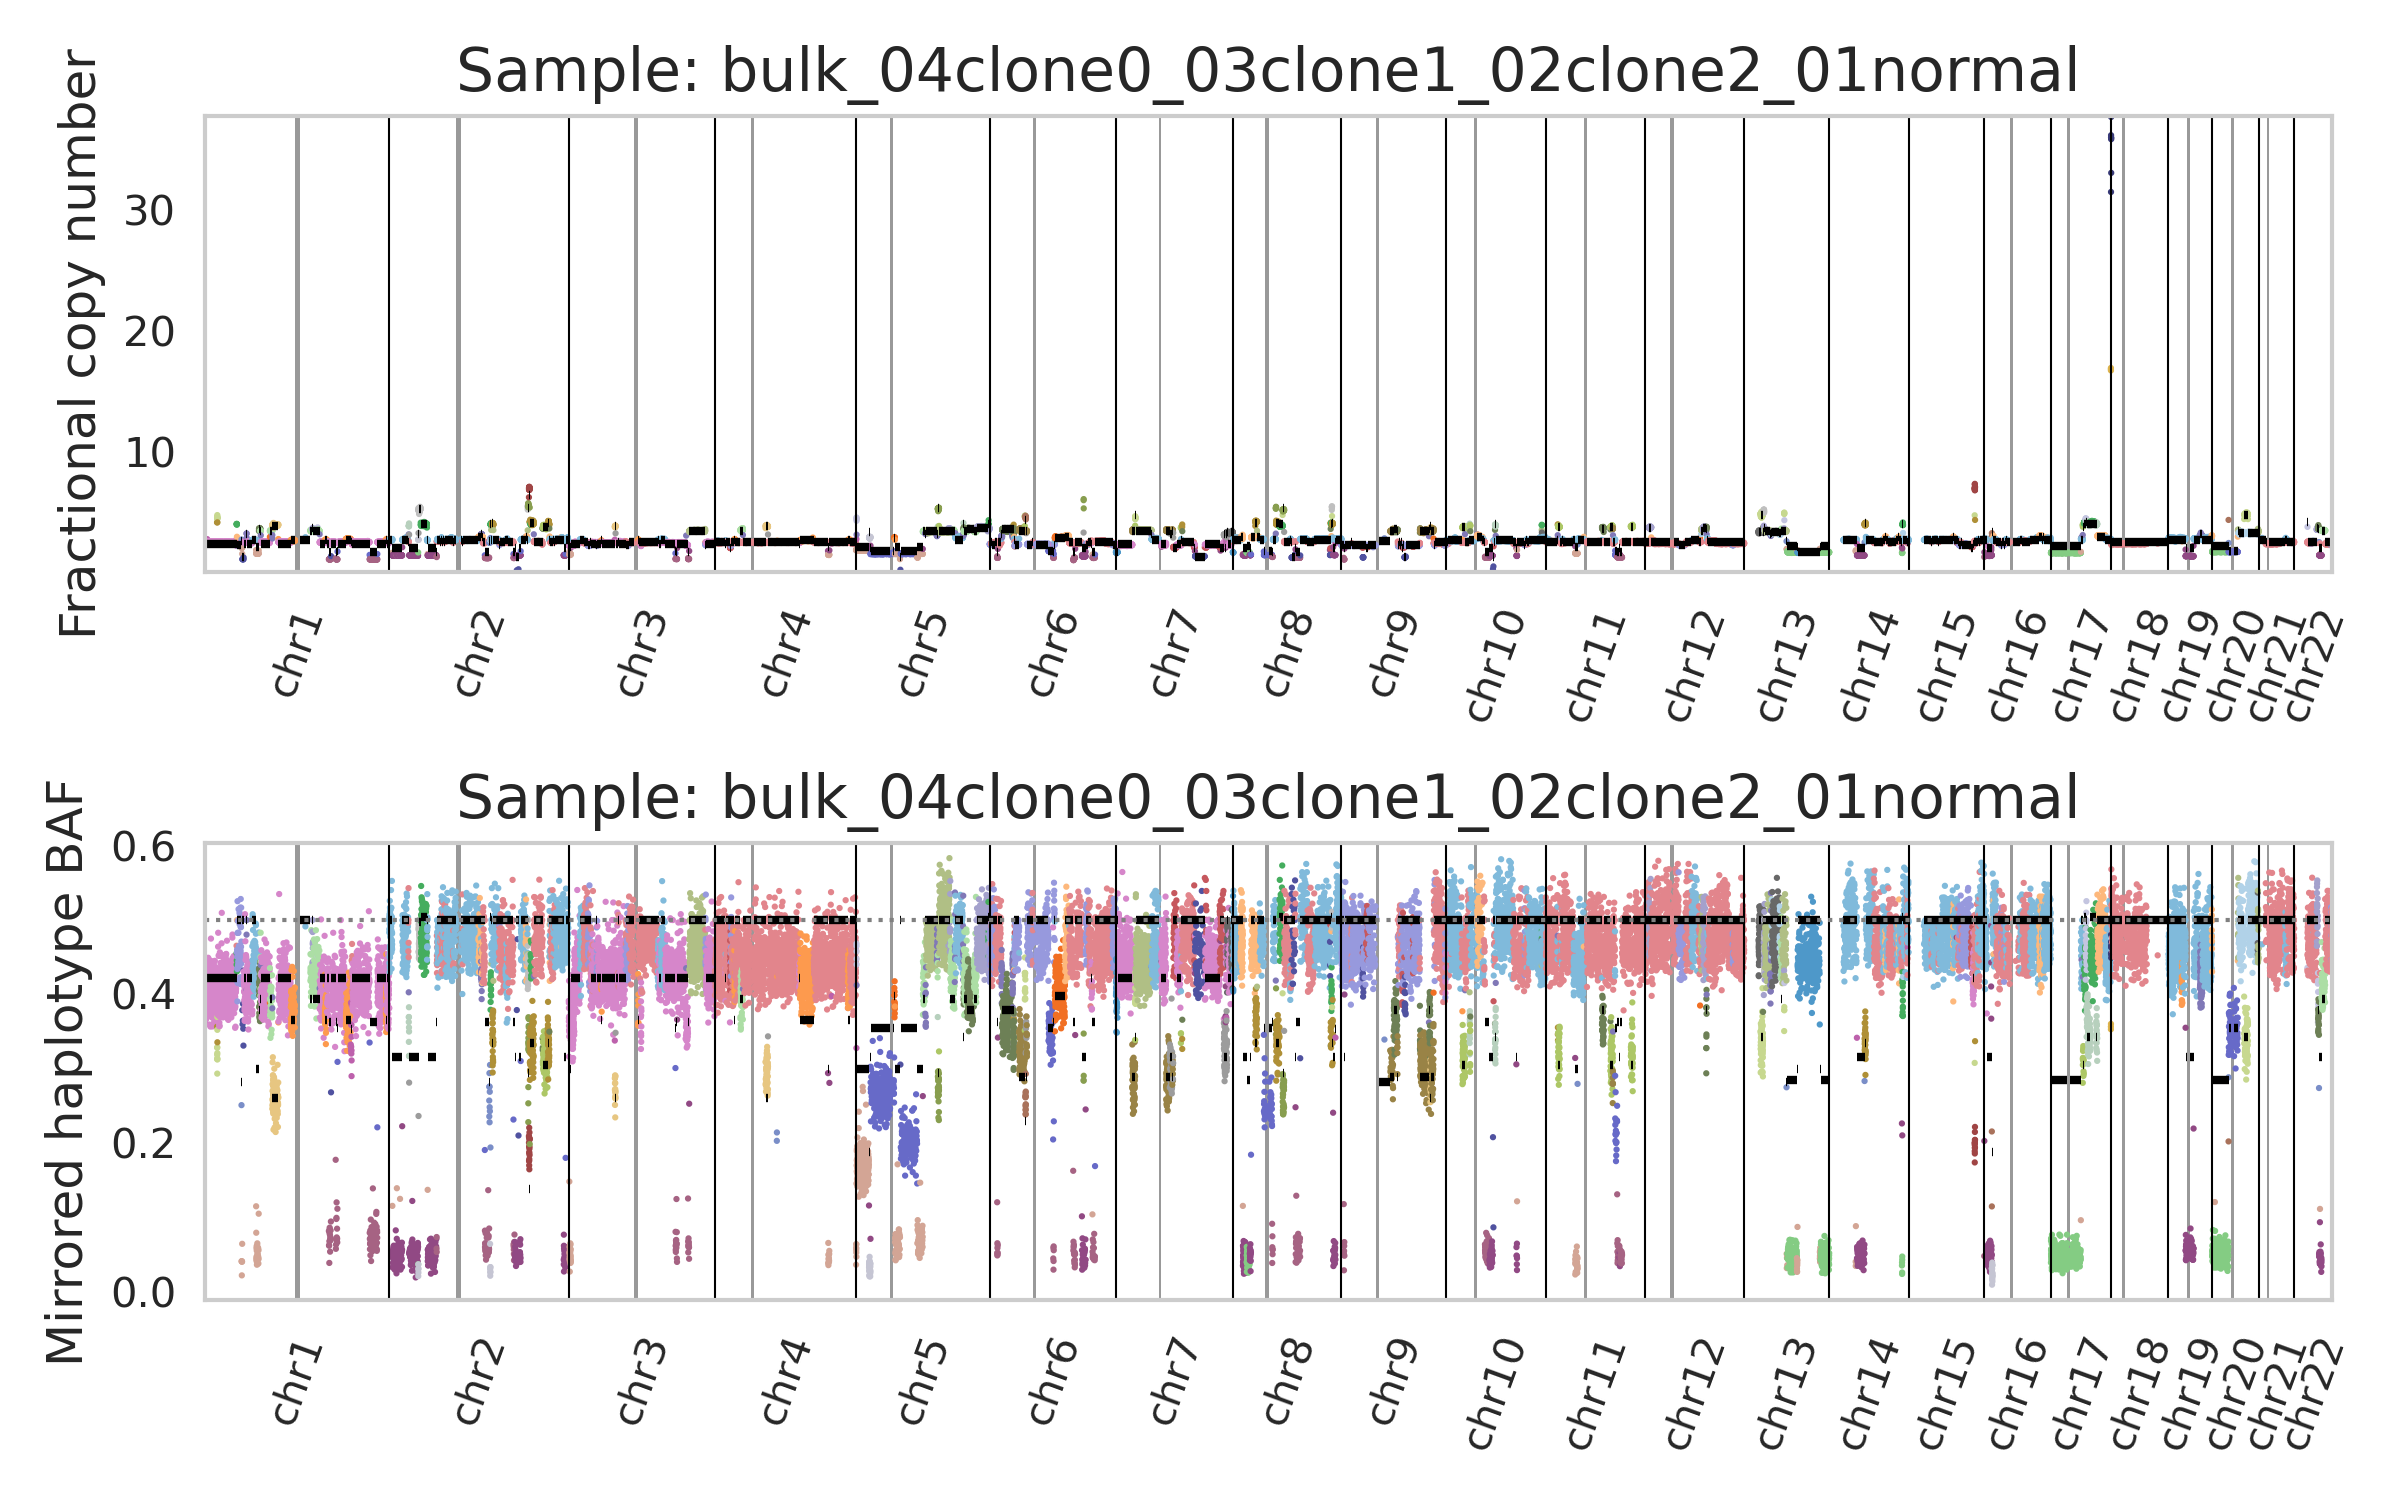 Sample: bulk_04clone0_03clone1_02clone2_01normal
Fractional copy number
30
20
10
chr1 chr2 chr3 chr4 chr5 chr6 chr7 chr8 chr9 chr10 chr11 chr12 chr13 chr14 chr15 chr16 chr17 chr18 chr19 chr20 chr21 chr22
Sample: bulk_04clone0_03clone1_02clone2_01normal
Mirrored haplotype BAF
0.6
0.4
0.2
0.0
chr1 chr2 chr3 chr4 chr5 chr6 chr7 chr8 chr9 chr10 chr11 chr12 chr13 chr14 chr15 chr16 chr17 chr18 chr19 chr20 chr21 chr22